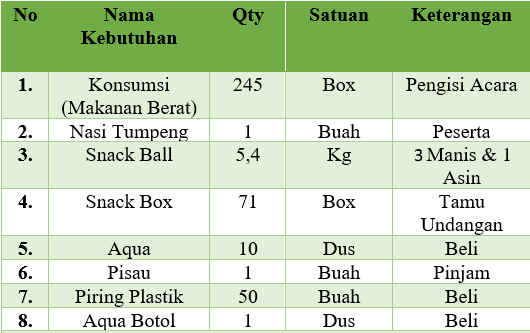 No Nama Kebutuhan Qty Satuan Keterangan
1. Konsumsi (Makanan Berat) 245 Box Pengisi Acara
2. Nasi Tumpeng 1 Buah Peserta
3. Snack Ball 5,4 Kg 3 Manis & 1 Asin
4. Snack Box 71 Box Tamu Undangan
5. Aqua 10 Dus Beli
6. Pisau 1 Buah Pinjam
7. Piring Plastik 50 Buah Beli
8. Aqua Botol 1 Dus Beli